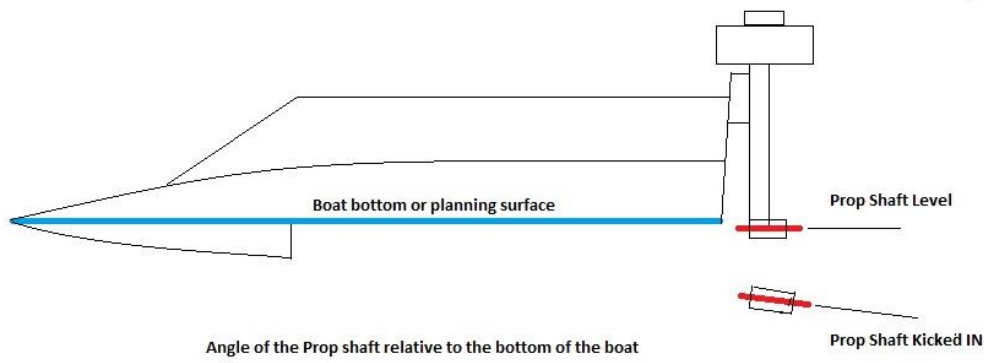 Boat bottom or planning surface
Prop Shaft Level
Prop Shaft Kicked IN
Angle of the Prop shaft relative to the bottom of the boat